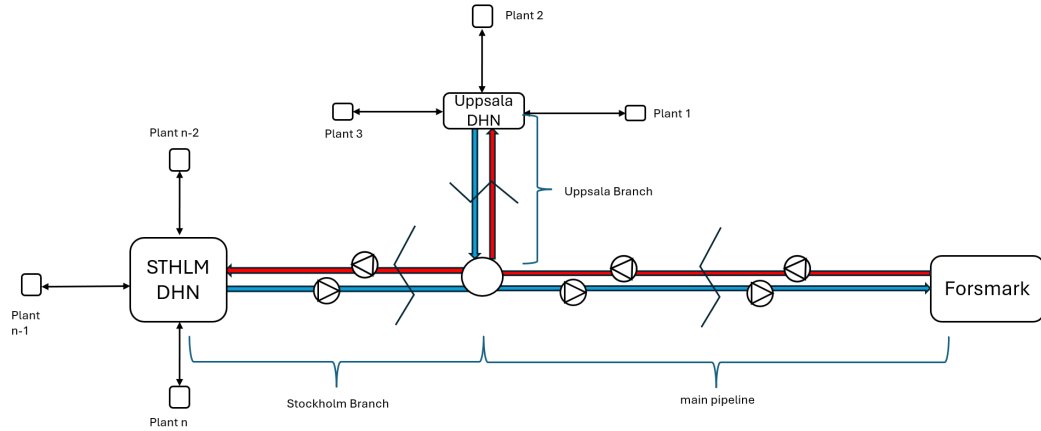 Plant 2
Uppsala
DHN
Plant 1
Plant 3
Plant n-2
Uppsala Branch
STHLM
DHN
Forsmark
Plant
n-1
Stockholm Branch
main pipeline
Plant n